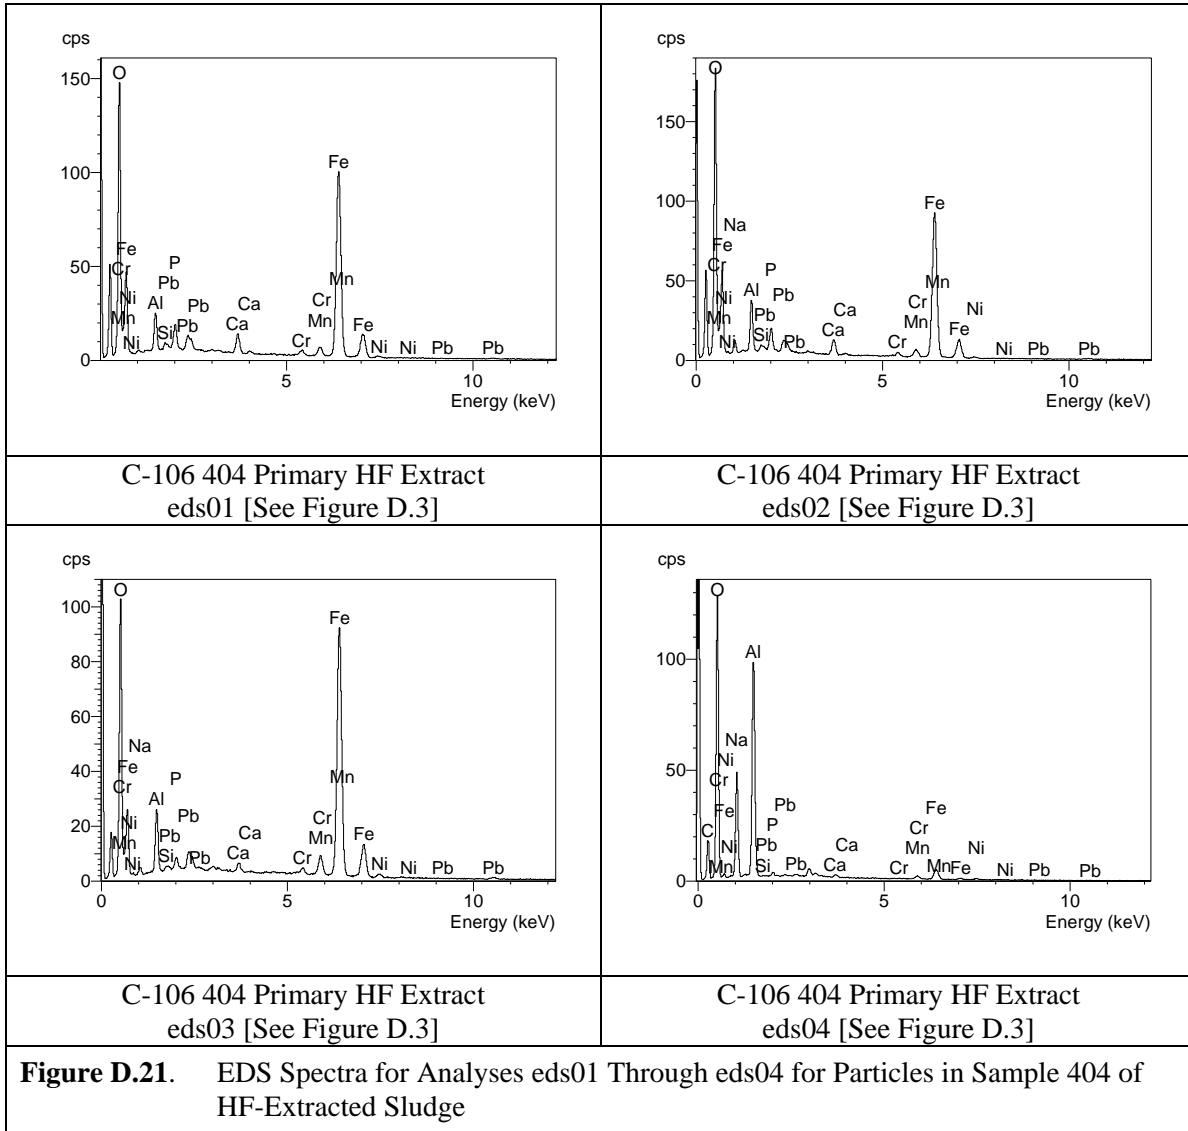 cps
150
100
50
0
O
Fe
Cr
Ni
Mn
Ni
Al
P
Pb
Si
Pb
Pb
Ca
Ca
Cr
Mn
Cr
Fe
Mn
Fe
Ni
Ni
Pb
Pb
5
10
Energy (keV)
C-106 404 Primary HF Extract
eds01 [See Figure D.3]
cps
150
100
50
0
O
Na
Fe
Cr
Ni
Mn
Ni
Al
P
Pb
Pb
Si
Pb
Ca
Ca
Cr
Mn
Cr
Fe
Mn
Ni
Fe
Ni
Pb
Pb
0
5
10
Energy (keV)
C-106 404 Primary HF Extract
eds02 [See Figure D.3]
cps
100
80
60
40
20
0
O
Na
Fe
Cr
Ni
Mn
Ni
Al
P
Pb
Pb
Si
Pb
Ca
Ca
Cr
Mn
Cr
Fe
Mn
Fe
Ni
Ni
Pb
Pb
0
5
10
Energy (keV)
C-106 404 Primary HF Extract
eds03 [See Figure D.3]
cps
100
50
0
O
Al
Na
Ni
Cr
Fe
C
Ni
Mn
Pb
P
Pb
Si
Pb
Ca
Ca
Fe
Cr
Mn
Cr
Mn
Ni
Fe
Ni
Pb
Pb
0
5
10
Energy (keV)
C-106 404 Primary HF Extract
eds04 [See Figure D.3]
Figure D.21. EDS Spectra for Analyses eds01 Through eds04 for Particles in Sample 404 of
HF-Extracted Sludge